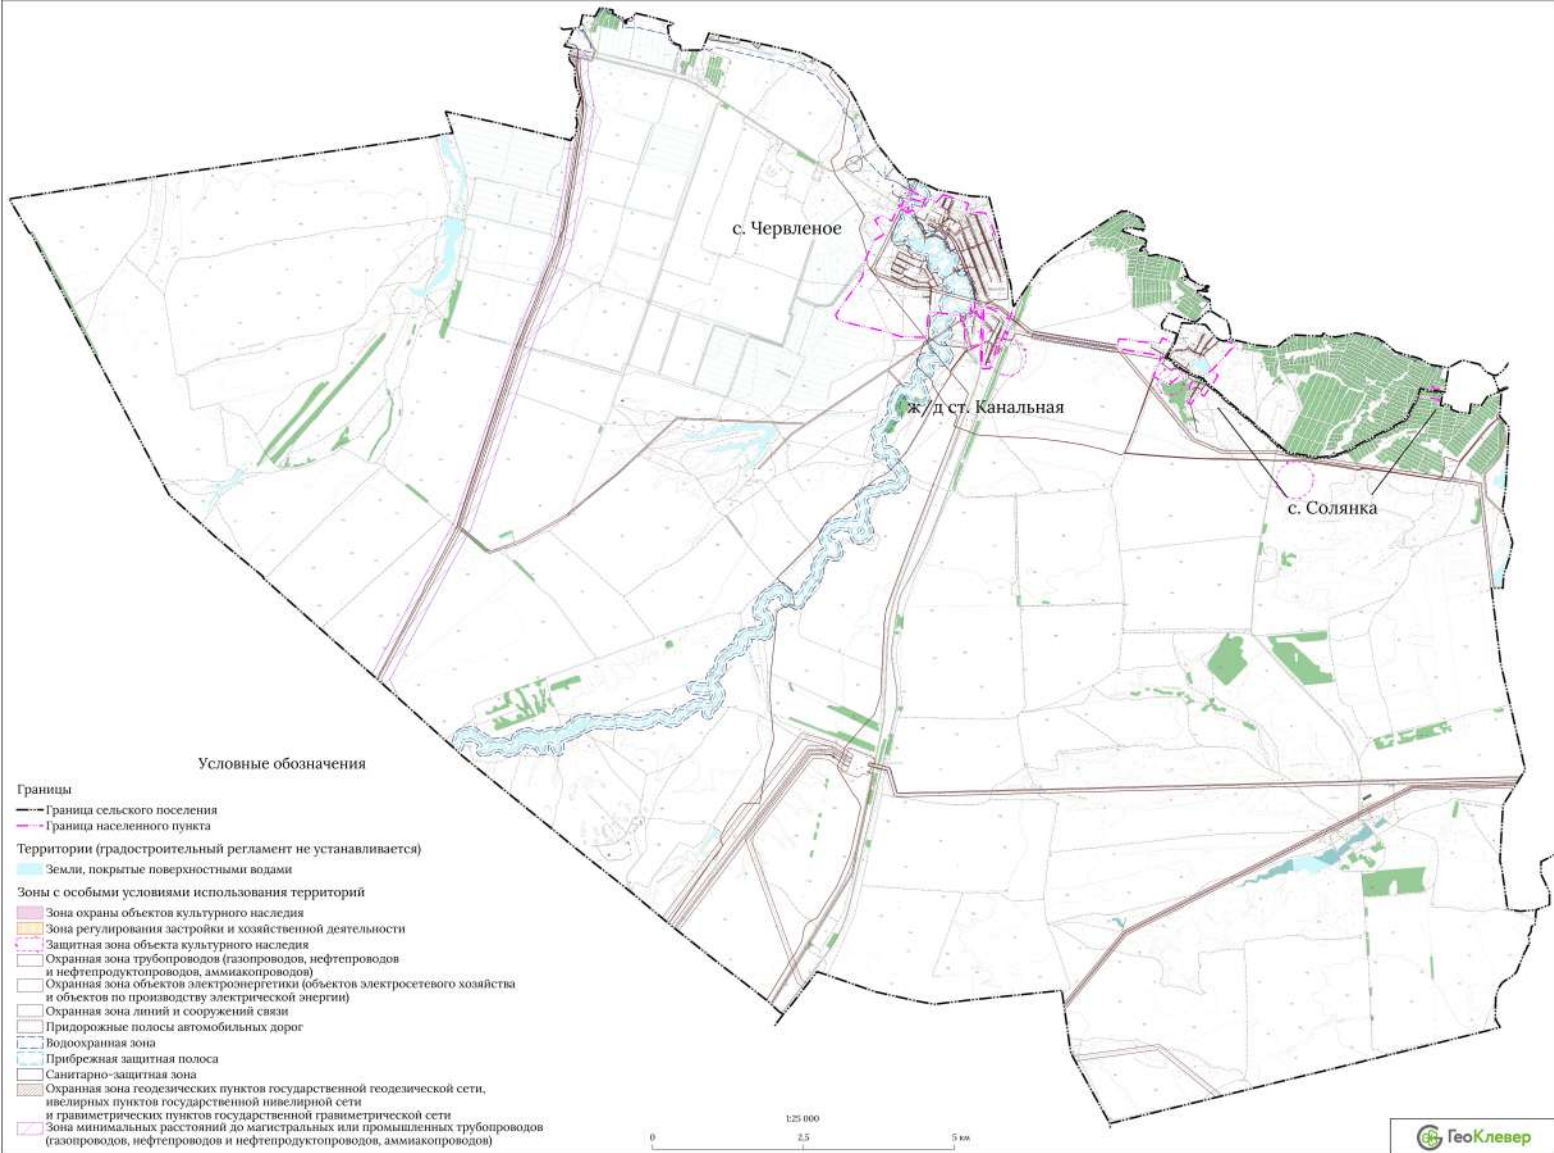 с. Червленое
ж/д ст. Канальная
с. Солянка
Условные обозначения
Границы
Граница сельского поселения
Граница населенного пункта
Территории (градостроительный регламент не устанавливается)
Земли, покрытые поверхностными водами
Зоны с особыми условиями использования территорий
Зона охраны объектов культурного наследия
Зона регулирования застройки и хозяйственной деятельности
Защитная зона объекта культурного наследия
Охранная зона трубопроводов (газопроводов, нефтепроводов
и нефтепродуктопроводов, аммиакопроводов)
Охранная зона объектов электроэнергетики (объектов электросетевого хозяйства
и объектов по производству электрической энергии)
Охранная зона линий и сооружений связи
Придорожные полосы автомобильных дорог
Водоохранная зона
Прибрежная защитная полоса
Санитарно-защитная зона
Охранная зона геодезических пунктов государственной геодезической сети,
ивелирных пунктов государственной нивелирной сети
и гравиметрических пунктов государственной гравиметрической сети
Зона минимальных расстояний до магистральных или промышленных трубопроводов
(газопроводов, нефтепроводов и нефтепродуктопроводов, аммиакопроводов)
1:25 000
0 2,5 5 км
ГеоКлевер